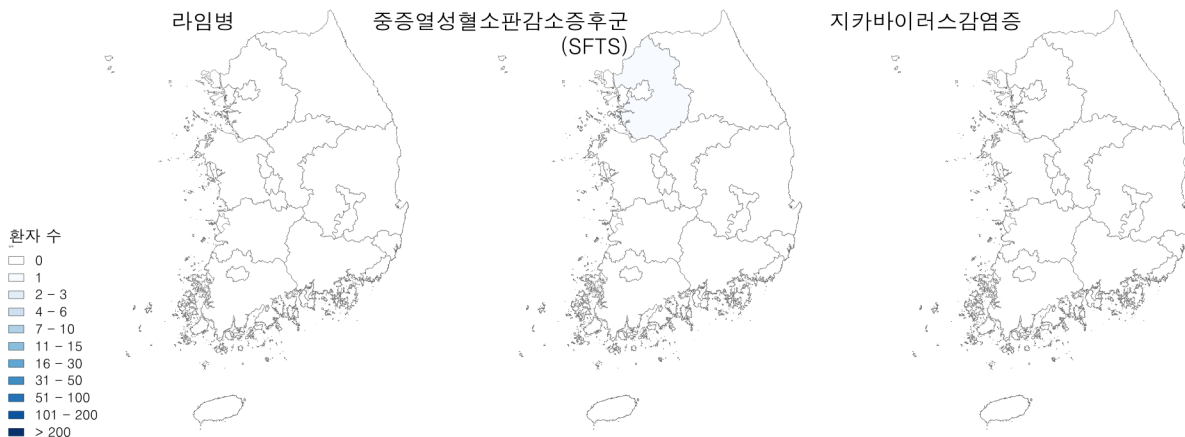 라임병
중증열성혈소판감소증후군
(SFTS)
지카바이러스감염증
환자 수
0
1
2 - 3
4 - 6
7 - 10
11 - 15
16 - 30
31 - 50
51 - 100
101 - 200
> 200